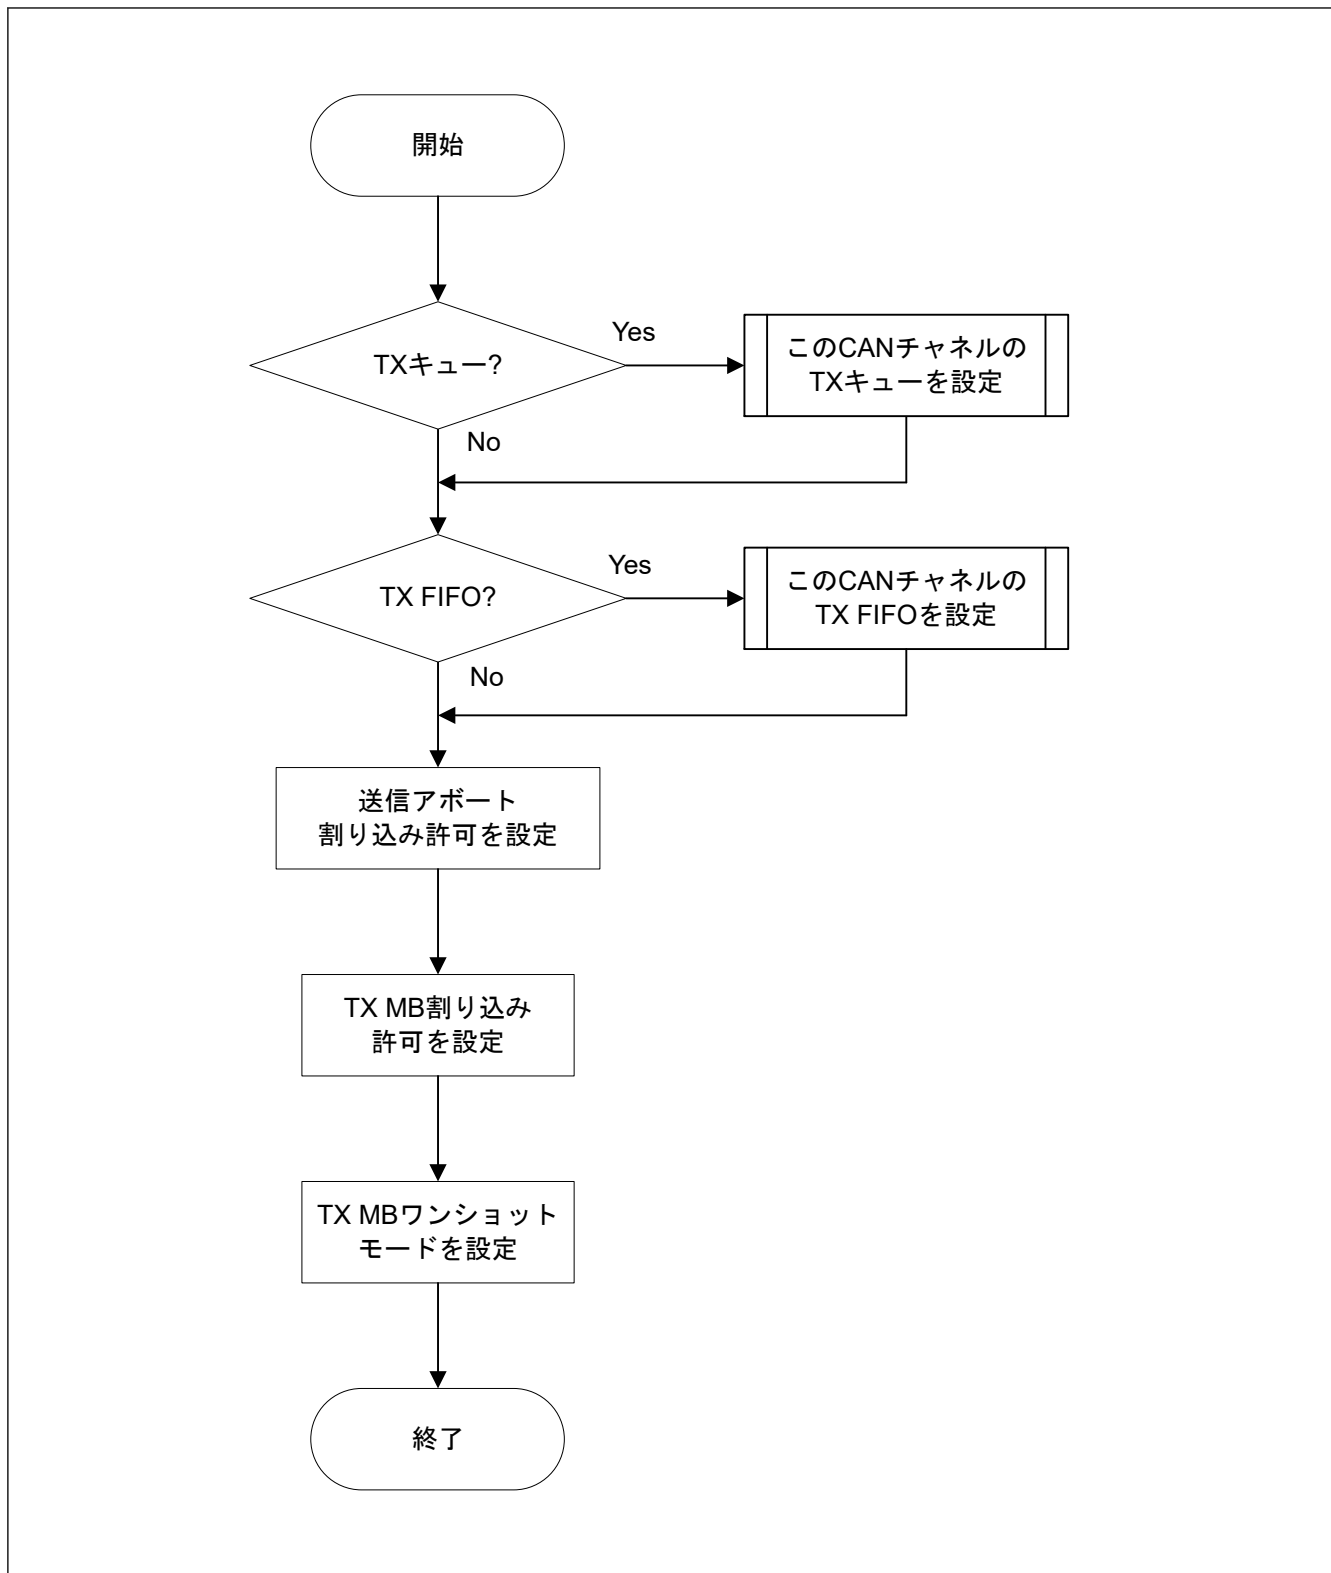 開始
TXキュー?
Yes
このCANチャネルの
TXキューを設定
No
TX FIFO?
Yes
このCANチャネルの
TX FIFOを設定
No
送信アボート
割り込み許可を設定
TX MB割り込み
許可を設定
TX MBワンショット
モードを設定
終了